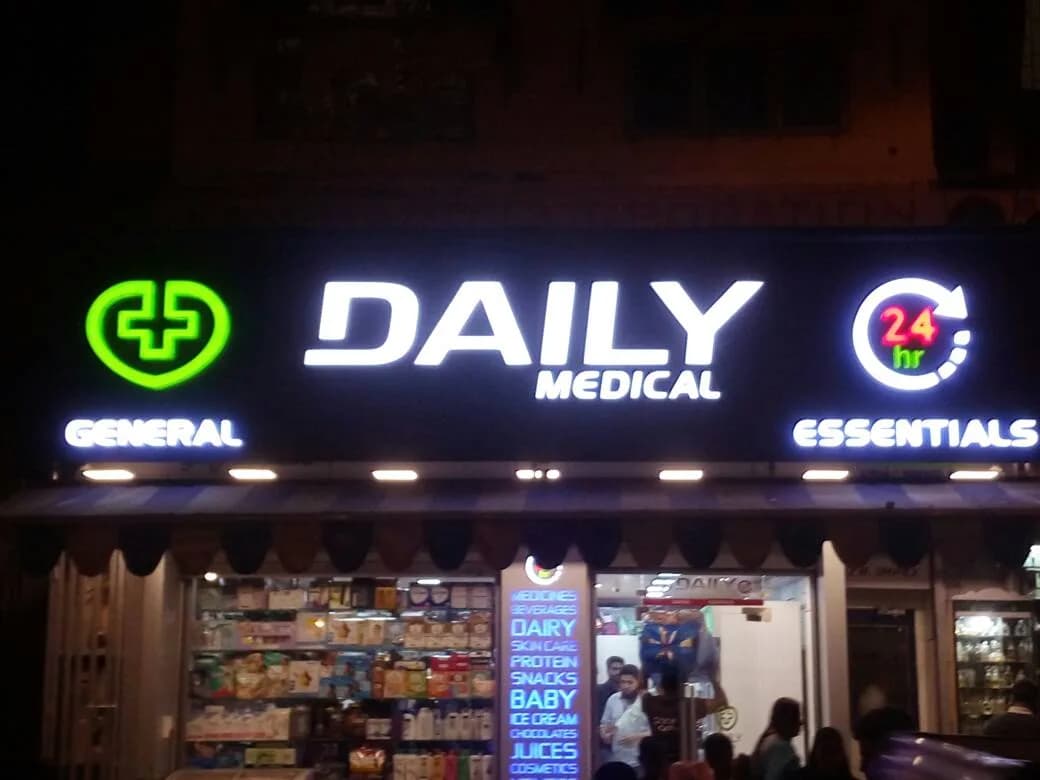 DAILY
MEDICAL
24
hr
GENERAL
ESSENTIALS
DAILY
MEDICINES
BEVERAGES
DAIRY
SKIN CARE
PROTEIN
SNACKS
BABY
ICE CREAM
CHOCOLATES
JUICES
COSMETICS